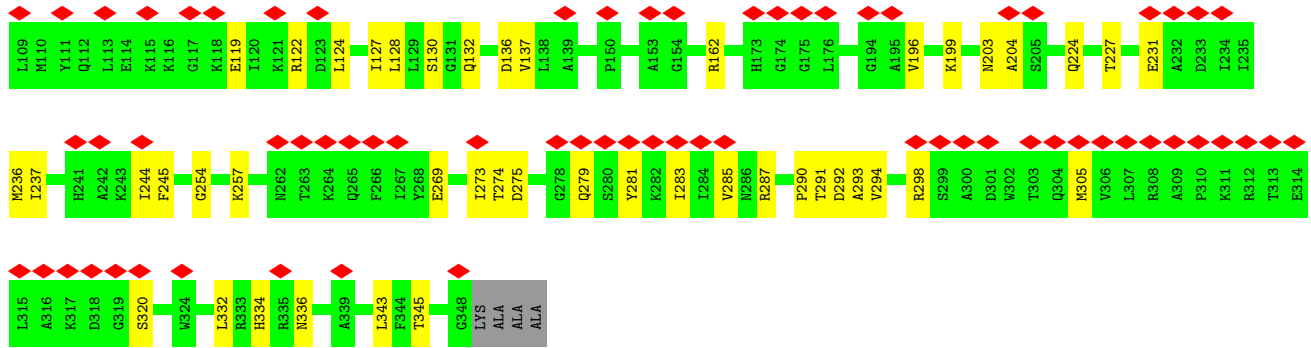 L109 M110 Y111 Q112 L113 E114 K115 K116 G117 K118 E119 I120 K121 R122 D123 L124 I127 L128 L129 S130 G131 Q132 D136 V137 L138 A139 P150 A153 G154 R162 H173 G174 G175 L176 G194 A195 V196 K199 N203 A204 S205 Q224 T227 E231 A232 D233 I234 I235
M236 I237 H241 A242 K243 I244 F245 G254 K257 N262 T263 K264 Q265 F266 I267 Y268 E269 I273 T274 D275 G278 Q279 S280 Y281 K282 I283 I284 V285 N286 R287 P290 T291 D292 A293 V294 R298 S299 A300 D301 W302 T303 Q304 M305 V306 L307 R308 A309 P310 K311 R312 T313 E314
L315 A316 K317 D318 G319 S320 W324 L332 R333 H334 R335 N336 A339 L343 F344 T345 G348 LYS ALA ALA ALA